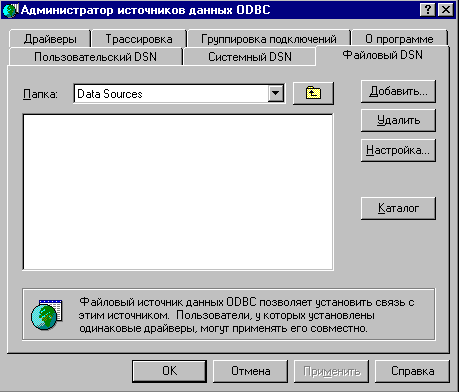 Администратор источников данных ODBC
Драйверы Трассировка Группировка подключений О программе
Пользовательский DSN Системный DSN Файловый DSN
Папка: Data Sources Добавить...
Удалить
Настройка...
Каталог
Файловый источник данных ODBC позволяет установить связь с
этим источником. Пользователи, у которых установлены
одинаковые драйверы, могут применять его совместно.
OK Отмена Применить Справка